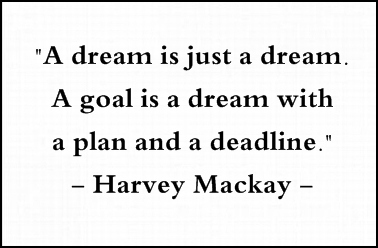 "A dream is just a dream.
A goal is a dream with
a plan and a deadline."
– Harvey Mackay –